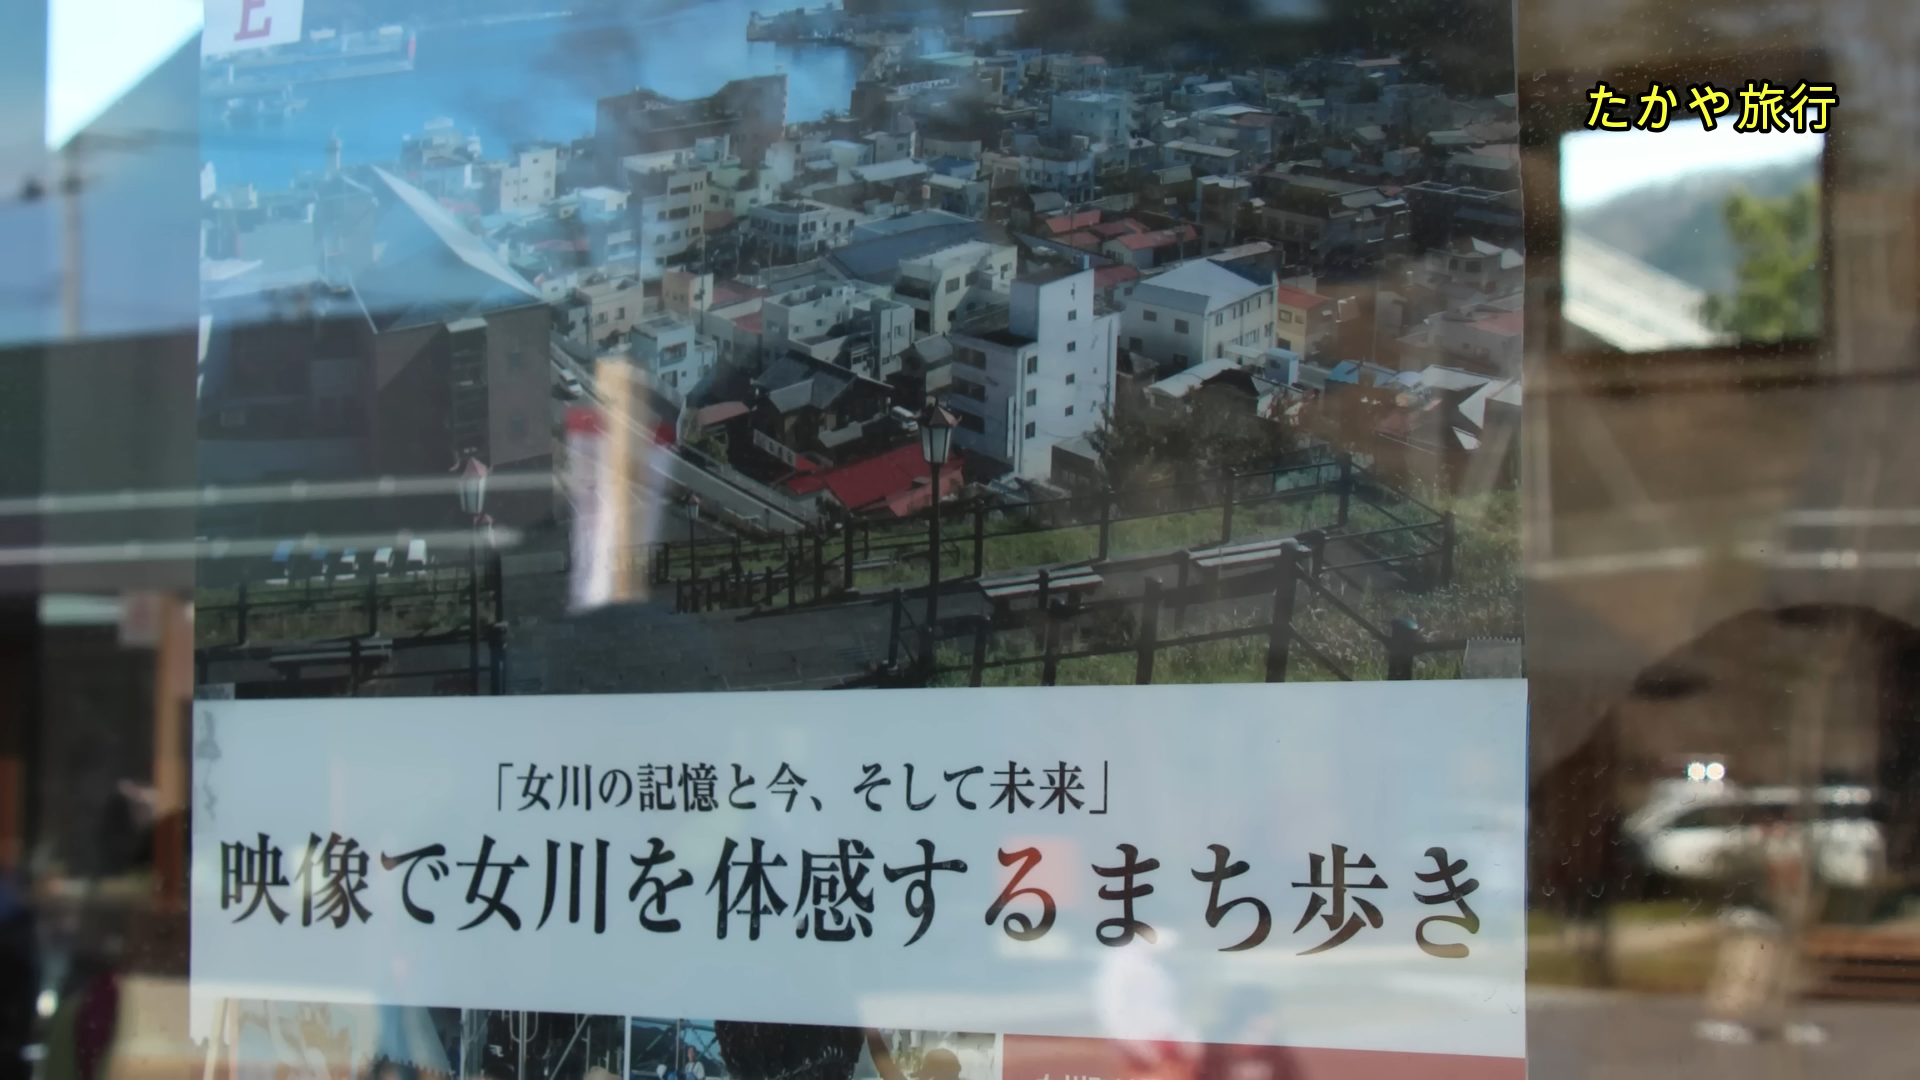 E
たかや旅行
「女川の記憶と今、そして未来」
映像で女川を体感するまち歩き